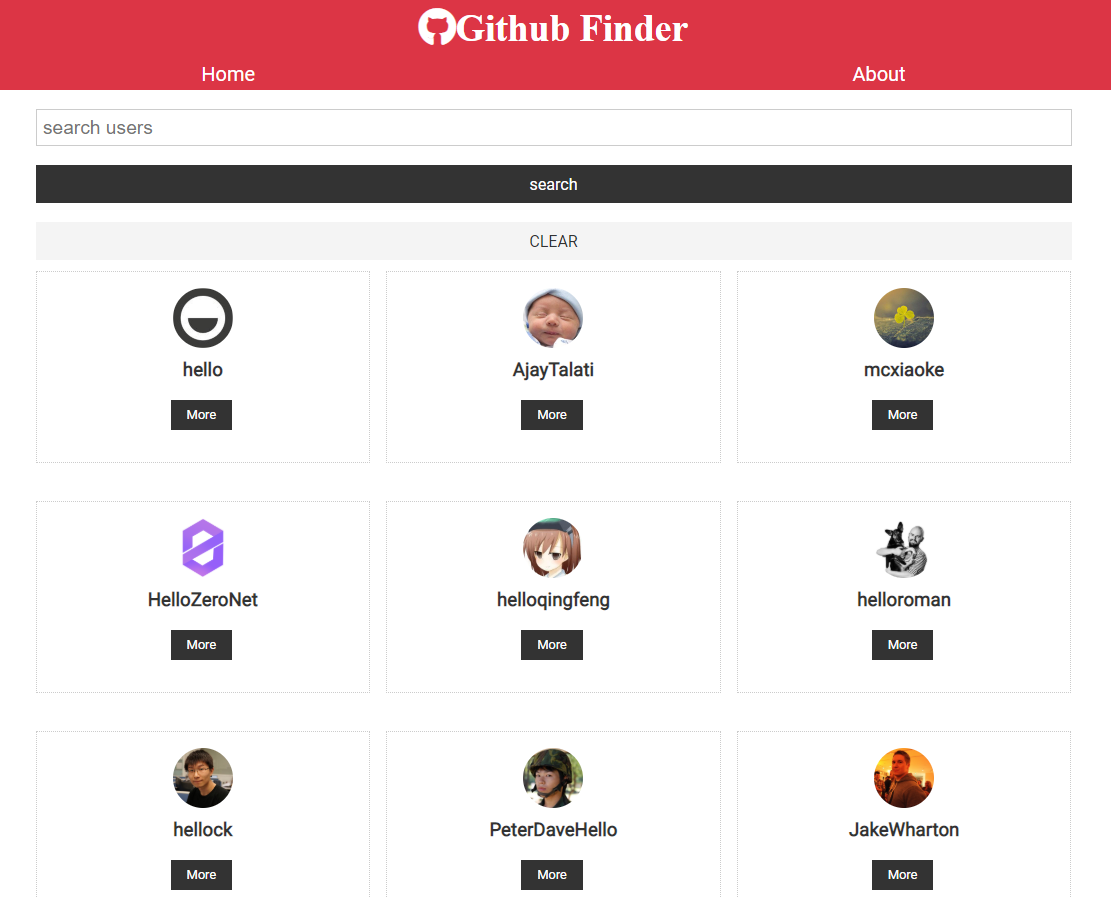 Github Finder
Home About
search users
search
CLEAR
hello AjayTalati mcxiaoke
More More More
HelloZeroNet helloqingfeng helloroman
More More More
hellock PeterDaveHello JakeWharton
More More More